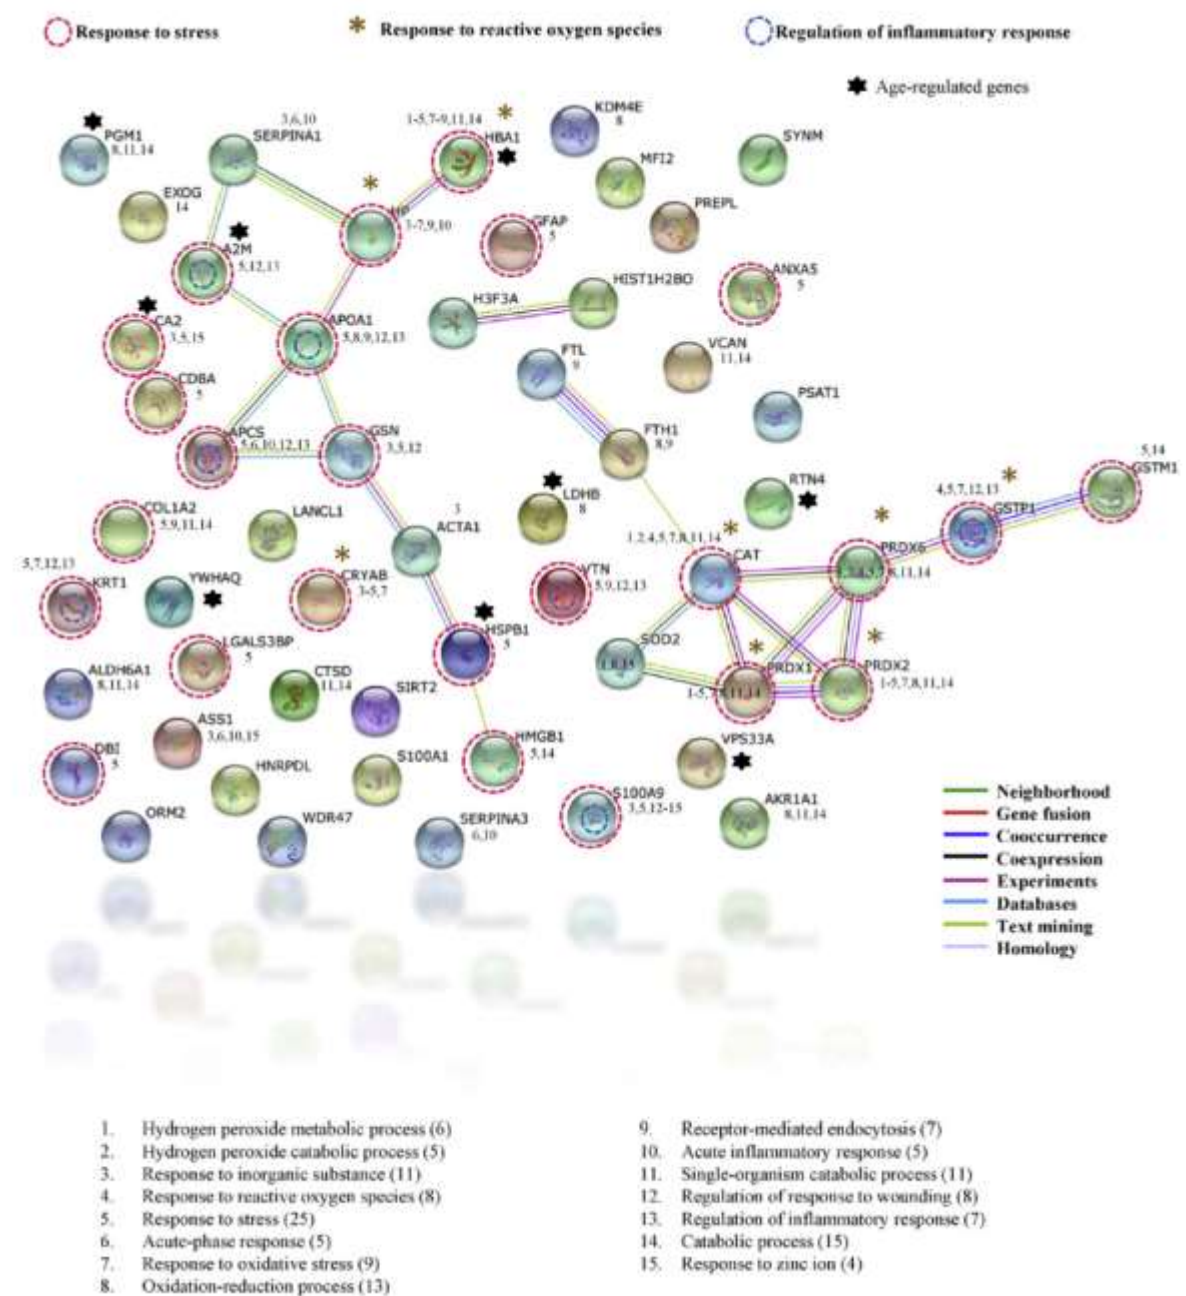 Response to stress
Response to reactive oxygen species
Regulation of inflammatory response
Age-regulated genes
PGM1
8,11,14
3,6,10
SERPINA1
1-5,7-9,11,14
HBA1
KDM4E
8
SYNM
MFI2
EXOG
14
HP
3-7,9,10
GFAP
5
PREPL
A2M
5,12,13
ANXA5
5
HIST1H2BO
H3F3A
CA2
3,5,15
APOA1
5,8,9,12,13
FTL
9
VCAN
11,14
CDBA
5
PSAT1
APCS
5,6,10,12,13
GSN
3,5,12
FTH1
8,9
5,14
GSTM1
LDHB
8
RTN4
4,5,7,12,13
GSTP1
COL1A2
5,9,11,14
LANCL1
3
ACTA1
1,2,4,5,7,8,11,14
CAT
PRDX6
5,7,12,13
KRT1
YWHAQ
CRYAB
3-5,7
VTN
5,9,12,13
HSPB1
5
LGALS3BP
5
SOD2
1,8,15
PRDX1
1-5,7,8,11,14
PRDX2
1-5,7,8,11,14
ALDH6A1
8,11,14
CTSD
11,14
SIRT2
ASS1
3,6,10,15
HMGB1
5,14
VPS33A
DBI
5
HNRPDL
S100A1
S100A9
3,5,12-15
AKR1A1
8,11,14
ORM2
WDR47
SERPINA3
6,10
Neighborhood
Gene fusion
Cooccurrence
Coexpression
Experiments
Databases
Text mining
Homology
1. Hydrogen peroxide metabolic process (6)
2. Hydrogen peroxide catabolic process (5)
3. Response to inorganic substance (11)
4. Response to reactive oxygen species (8)
5. Response to stress (25)
6. Acute-phase response (5)
7. Response to oxidative stress (9)
8. Oxidation-reduction process (13)
9. Receptor-mediated endocytosis (7)
10. Acute inflammatory response (5)
11. Single-organism catabolic process (11)
12. Regulation of response to wounding (8)
13. Regulation of inflammatory response (7)
14. Catabolic process (15)
15. Response to zinc ion (4)